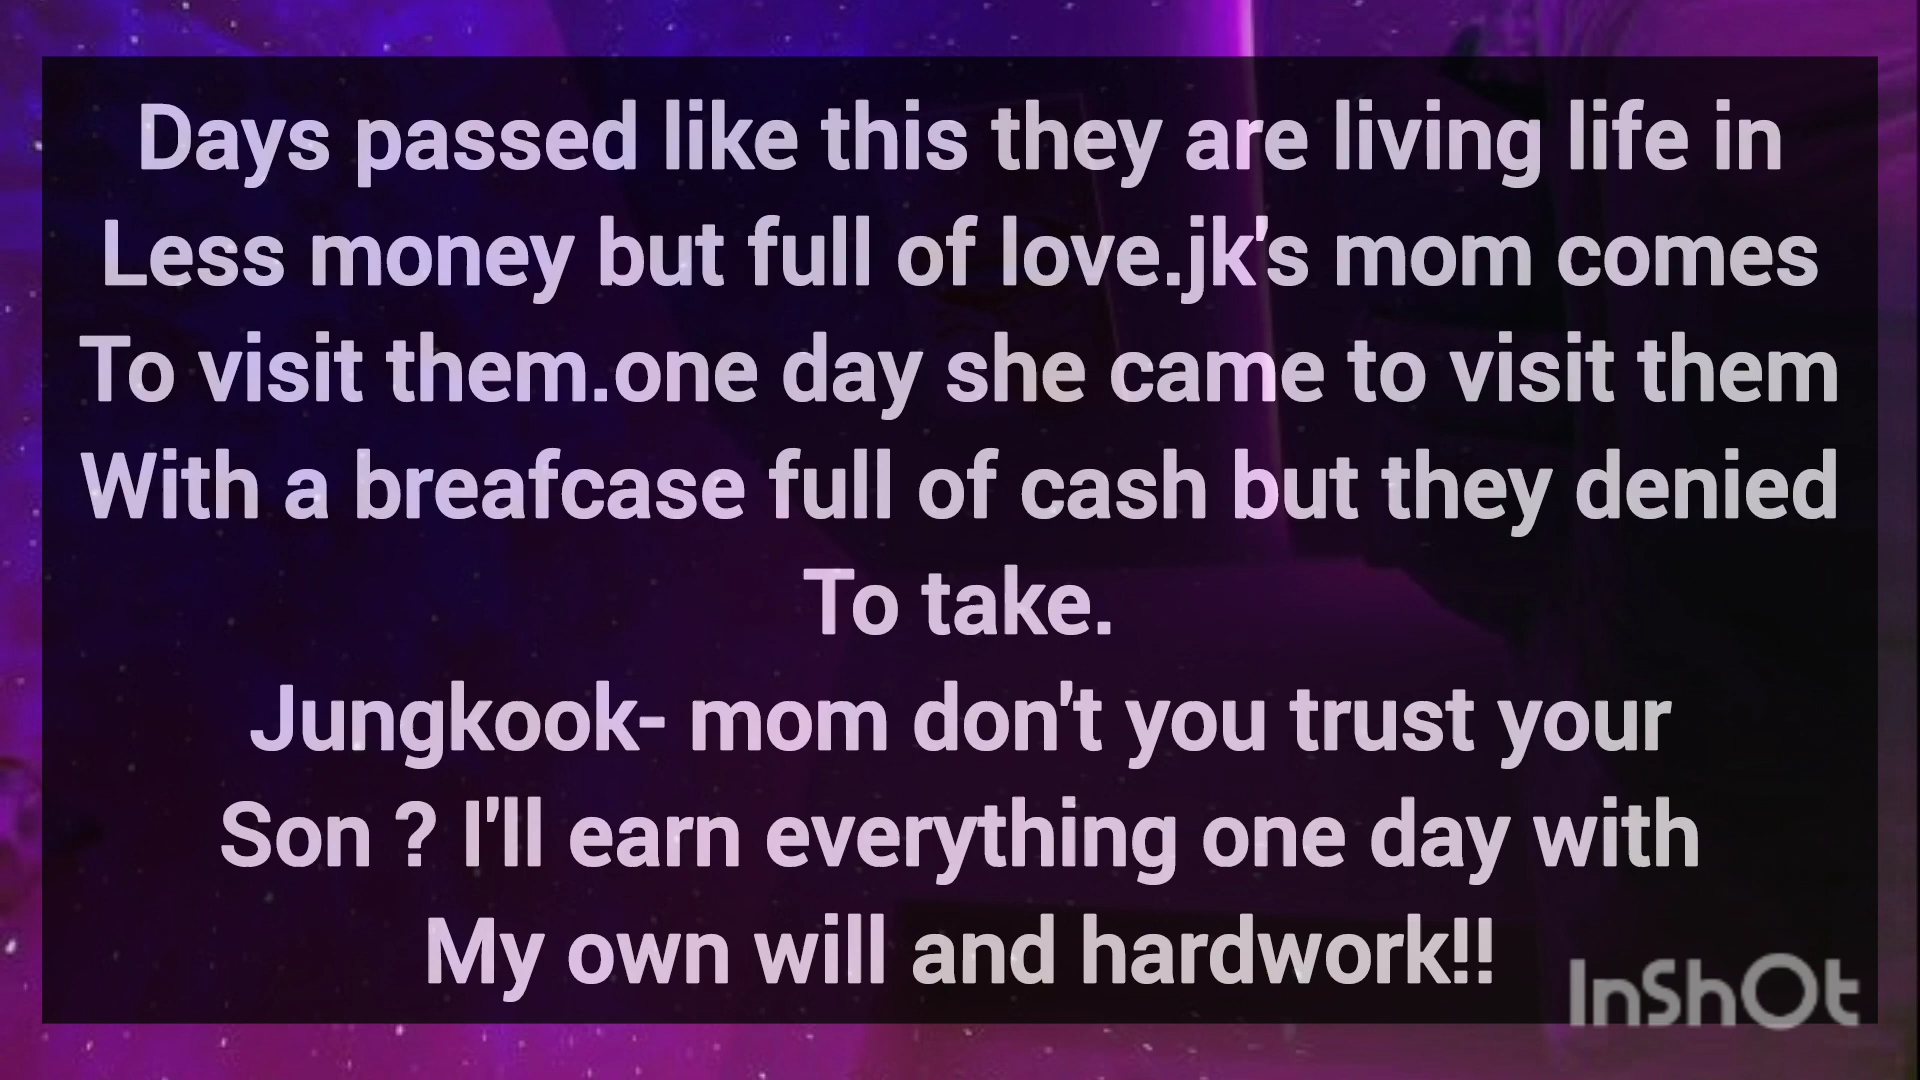 Days passed like this they are living life in
Less money but full of love.jk's mom comes
To visit them.one day she came to visit them
With a breafcase full of cash but they denied
To take.
Jungkook- mom don't you trust your
Son ? I'll earn everything one day with
My own will and hardwork!!
InShOt